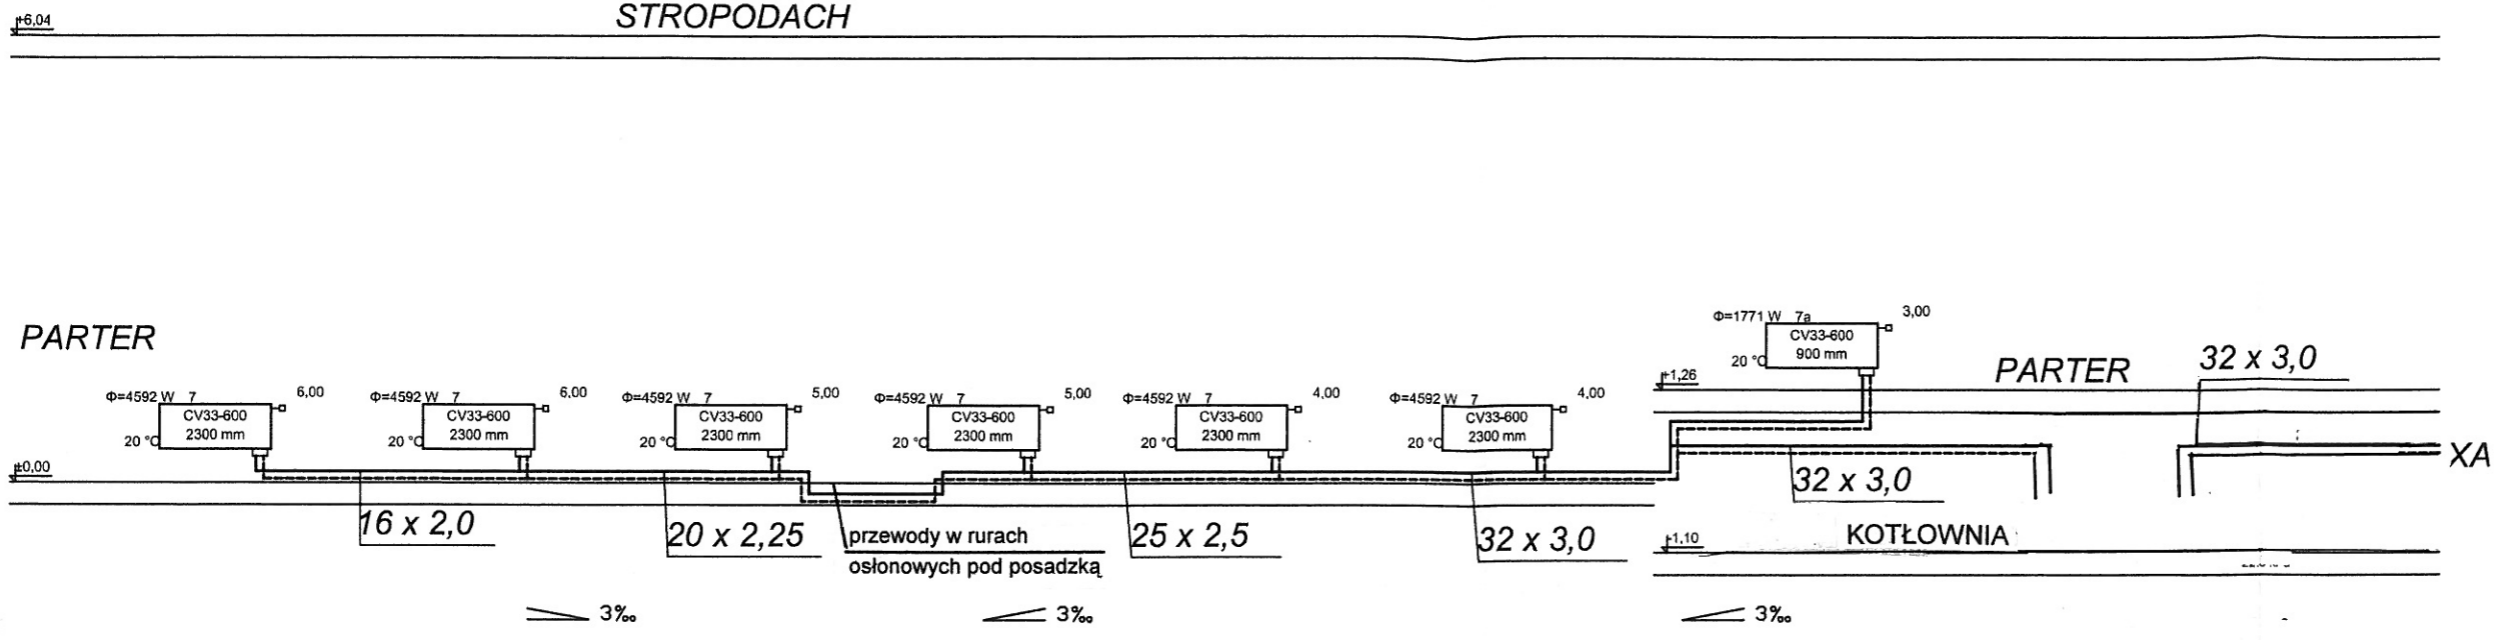 +6,04
STROPODACH
PARTER
Φ=4592 W 7
6,00
CV33-600
2300 mm
20 °C
Φ=4592 W 7
6,00
CV33-600
2300 mm
20 °C
Φ=4592 W 7
5,00
CV33-600
2300 mm
20 °C
Φ=4592 W 7
5,00
CV33-600
2300 mm
20 °C
Φ=4592 W 7
4,00
CV33-600
2300 mm
20 °C
Φ=4592 W 7
4,00
CV33-600
2300 mm
20 °C
Φ=1771 W 7a
3,00
CV33-600
900 mm
20 °C
+1,26
PARTER
32 x 3,0
XA
±0,00
16 x 2,0
20 x 2,25
przewody w rurach
osłonowych pod posadzką
25 x 2,5
32 x 3,0
32 x 3,0
KOTŁOWNIA
-1,10
3‰
3‰
3‰